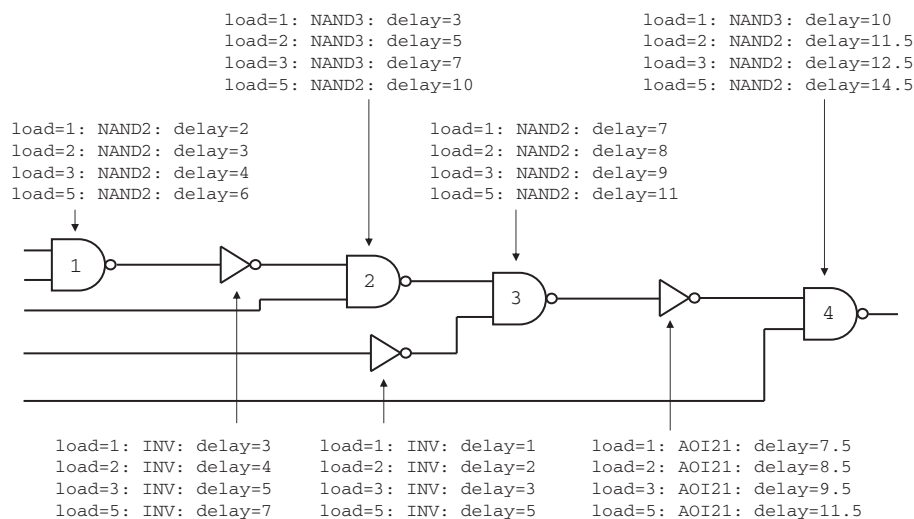 load=1: NAND3: delay=3
load=2: NAND3: delay=5
load=3: NAND3: delay=7
load=5: NAND2: delay=10
load=1: NAND3: delay=10
load=2: NAND2: delay=11.5
load=3: NAND2: delay=12.5
load=5: NAND2: delay=14.5
load=1: NAND2: delay=2
load=2: NAND2: delay=3
load=3: NAND2: delay=4
load=5: NAND2: delay=6
load=1: NAND2: delay=7
load=2: NAND2: delay=8
load=3: NAND2: delay=9
load=5: NAND2: delay=11
1
2
3
4
load=1: INV: delay=3
load=2: INV: delay=4
load=3: INV: delay=5
load=5: INV: delay=7
load=1: INV: delay=1
load=2: INV: delay=2
load=3: INV: delay=3
load=5: INV: delay=5
load=1: AOI21: delay=7.5
load=2: AOI21: delay=8.5
load=3: AOI21: delay=9.5
load=5: AOI21: delay=11.5